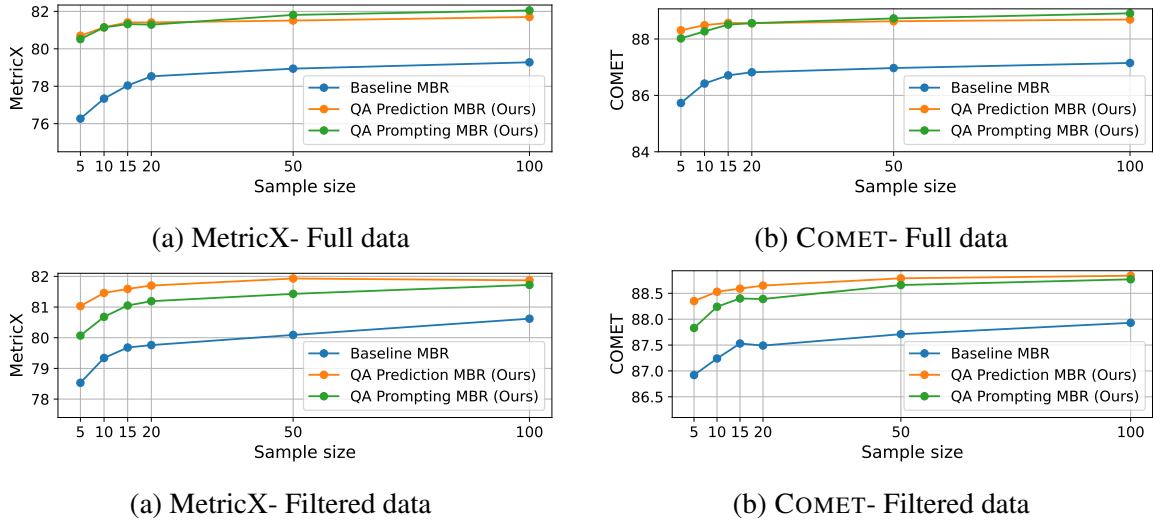 82
80
78
76
MetricX
Baseline MBR
QA Prediction MBR (Ours)
QA Prompting MBR (Ours)
5 10 15 20 50 100
Sample size
(a) MetricX- Full data
88
86
84
COMET
Baseline MBR
QA Prediction MBR (Ours)
QA Prompting MBR (Ours)
5 10 15 20 50 100
Sample size
(b) COMET- Full data
82
81
80
79
78
MetricX
Baseline MBR
QA Prediction MBR (Ours)
QA Prompting MBR (Ours)
5 10 15 20 50 100
Sample size
(a) MetricX- Filtered data
88.5
88.0
87.5
87.0
86.5
COMET
Baseline MBR
QA Prediction MBR (Ours)
QA Prompting MBR (Ours)
5 10 15 20 50 100
Sample size
(b) COMET- Filtered data